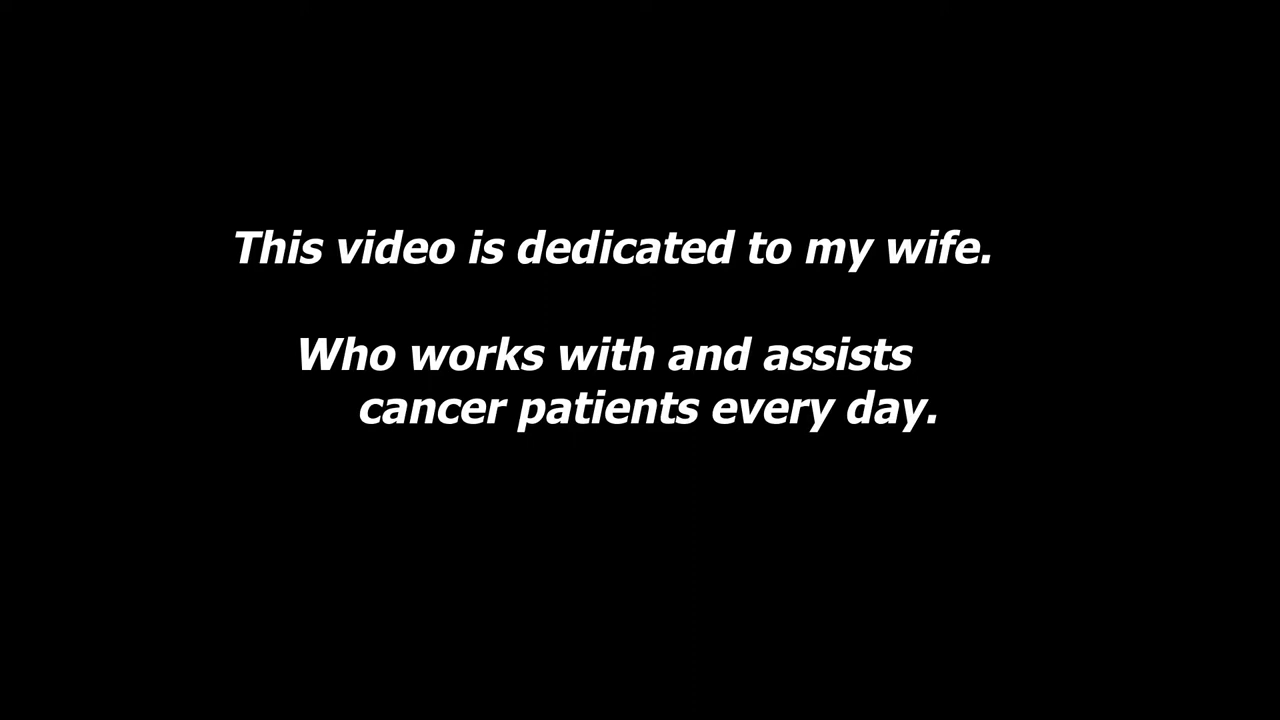 This video is dedicated to my wife.
Who works with and assists
cancer patients every day.